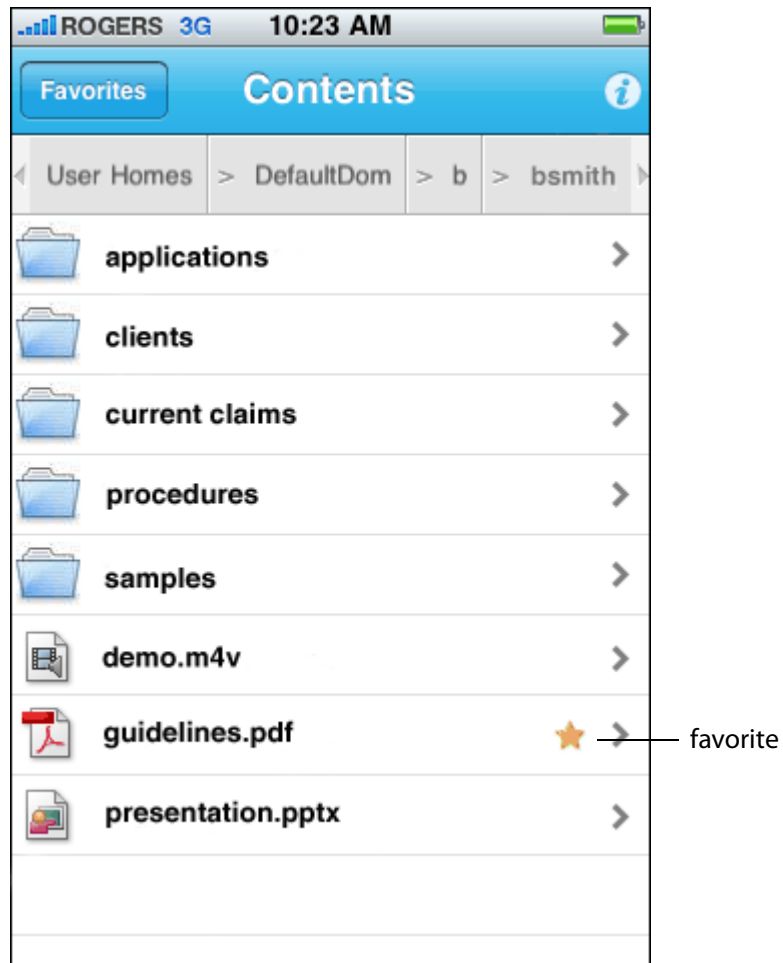 ROGERS 3G 10:23 AM
Favorites Contents i
User Homes > DefaultDom > b > bsmith
applications
clients
current claims
procedures
samples
demo.m4v
guidelines.pdf favorite
presentation.pptx